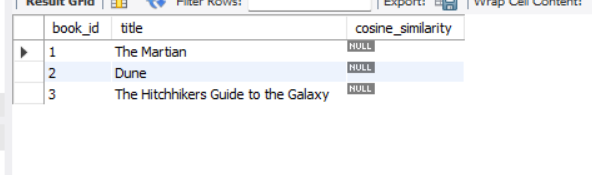 Result Grid Filter Rows: Export: Wrap Cell Content:
book_id title cosine_similarity
1 The Martian NULL
2 Dune NULL
3 The Hitchhikers Guide to the Galaxy NULL